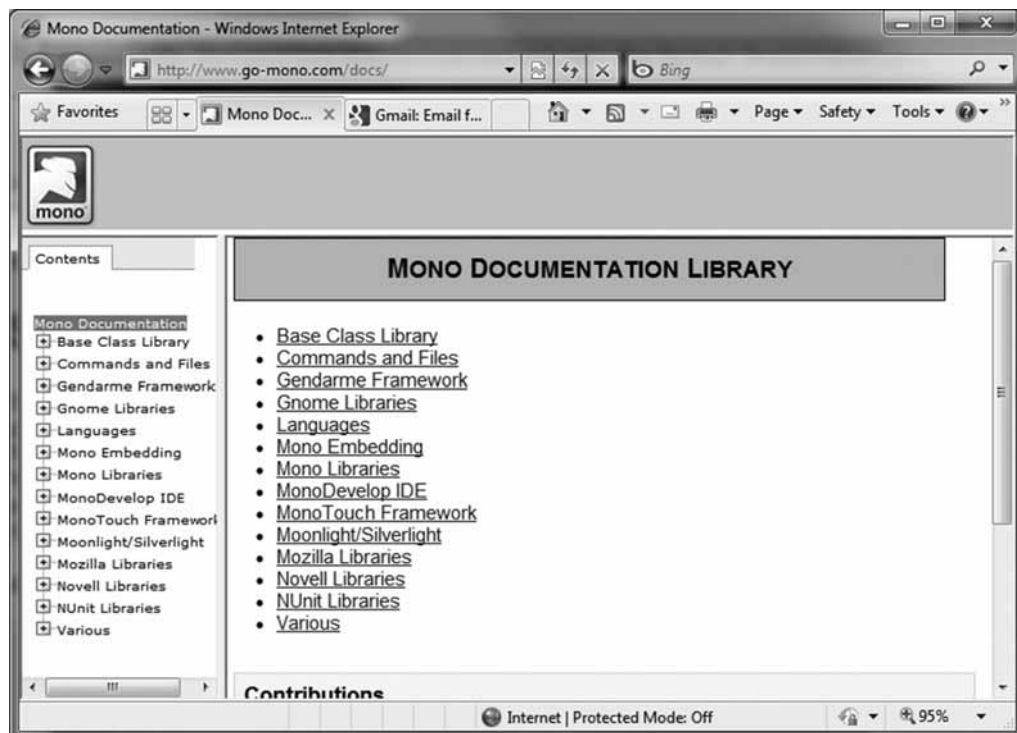 Mono Documentation - Windows Internet Explorer
http://www.go-mono.com/docs/
Bing
Favorites
Mono Doc...
Gmail: Email f...
Page
Safety
Tools
mono
Contents
Mono Documentation
Base Class Library
Commands and Files
Gendarme Framework
Gnome Libraries
Languages
Mono Embedding
Mono Libraries
MonoDevelop IDE
MonoTouch Framework
Moonlight/Silverlight
Mozilla Libraries
Novell Libraries
NUnit Libraries
Various
MONO DOCUMENTATION LIBRARY
• Base Class Library
• Commands and Files
• Gendarme Framework
• Gnome Libraries
• Languages
• Mono Embedding
• Mono Libraries
• MonoDevelop IDE
• MonoTouch Framework
• Moonlight/Silverlight
• Mozilla Libraries
• Novell Libraries
• NUnit Libraries
• Various
Contributions
Internet | Protected Mode: Off
95%